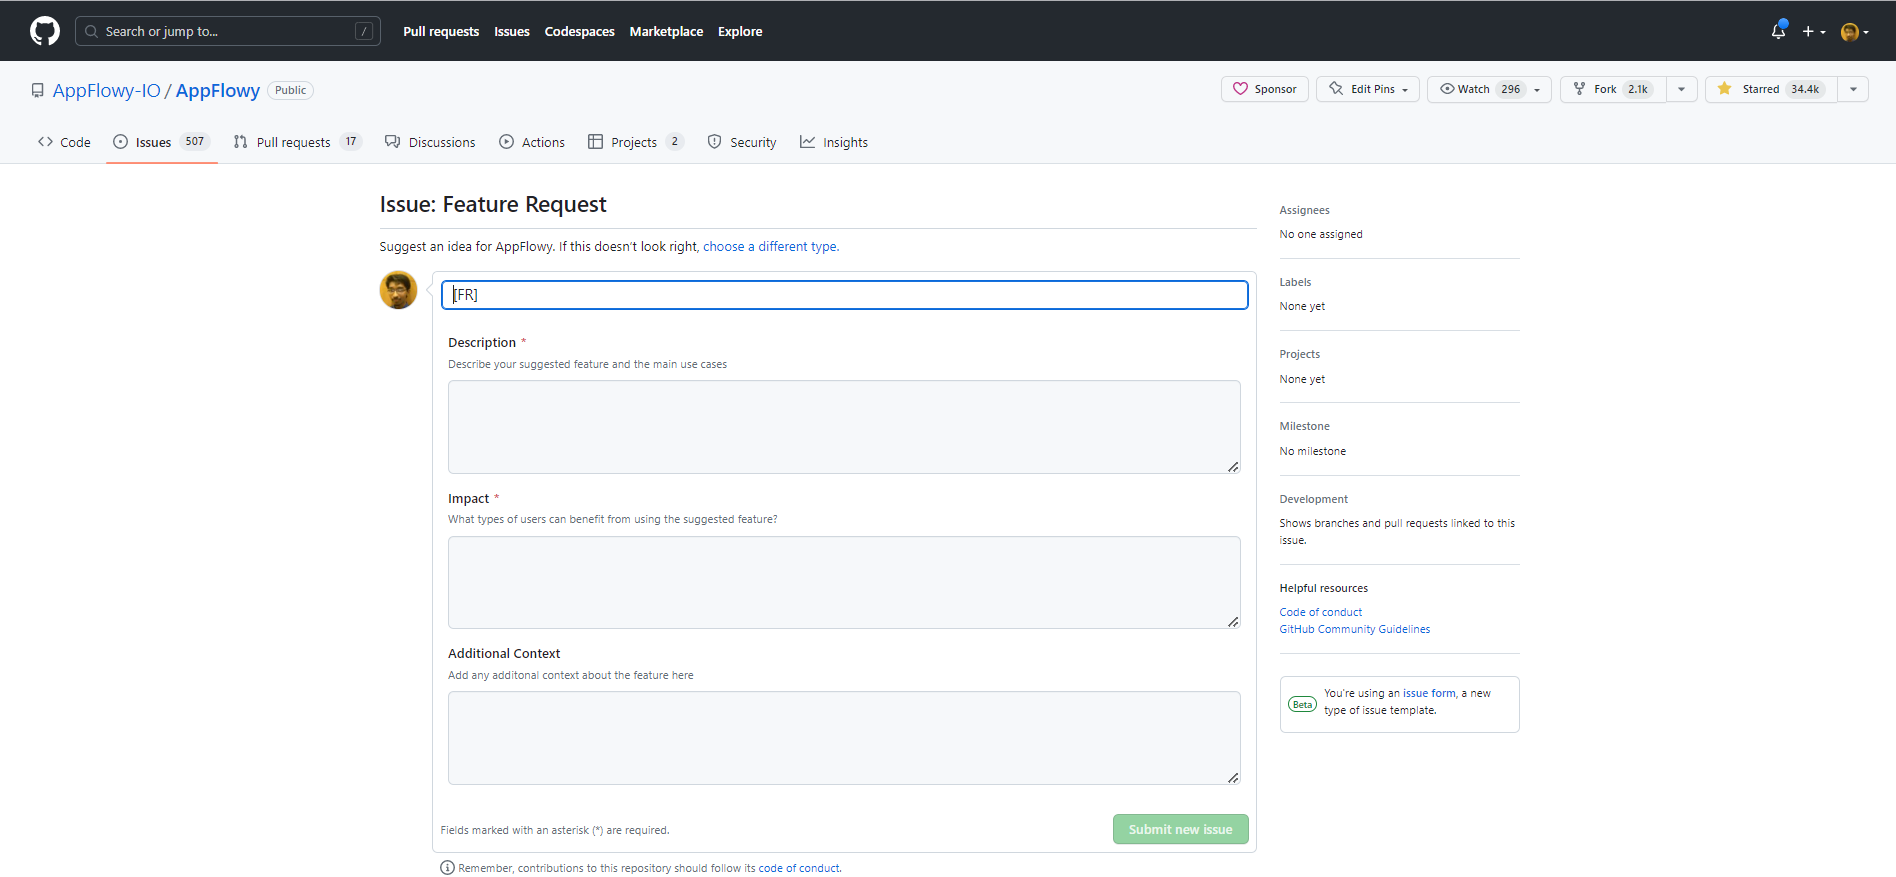 Search or jump to... / Pull requests Issues Codespaces Marketplace Explore
AppFlowy-IO / AppFlowy Public Sponsor Edit Pins Watch 296 Fork 2.1k Starred 34.4k
Code Issues 507 Pull requests 17 Discussions Actions Projects 2 Security Insights
Issue: Feature Request
Suggest an idea for AppFlowy. If this doesn't look right, choose a different type.
[FR]
Description *
Describe your suggested feature and the main use cases
Impact *
What types of users can benefit from using the suggested feature?
Additional Context
Add any additonal context about the feature here
Fields marked with an asterisk (*) are required.
Submit new issue
Remember, contributions to this repository should follow its code of conduct.
Assignees
No one assigned
Labels
None yet
Projects
None yet
Milestone
No milestone
Development
Shows branches and pull requests linked to this
issue.
Helpful resources
Code of conduct
GitHub Community Guidelines
Beta
You're using an issue form, a new
type of issue template.